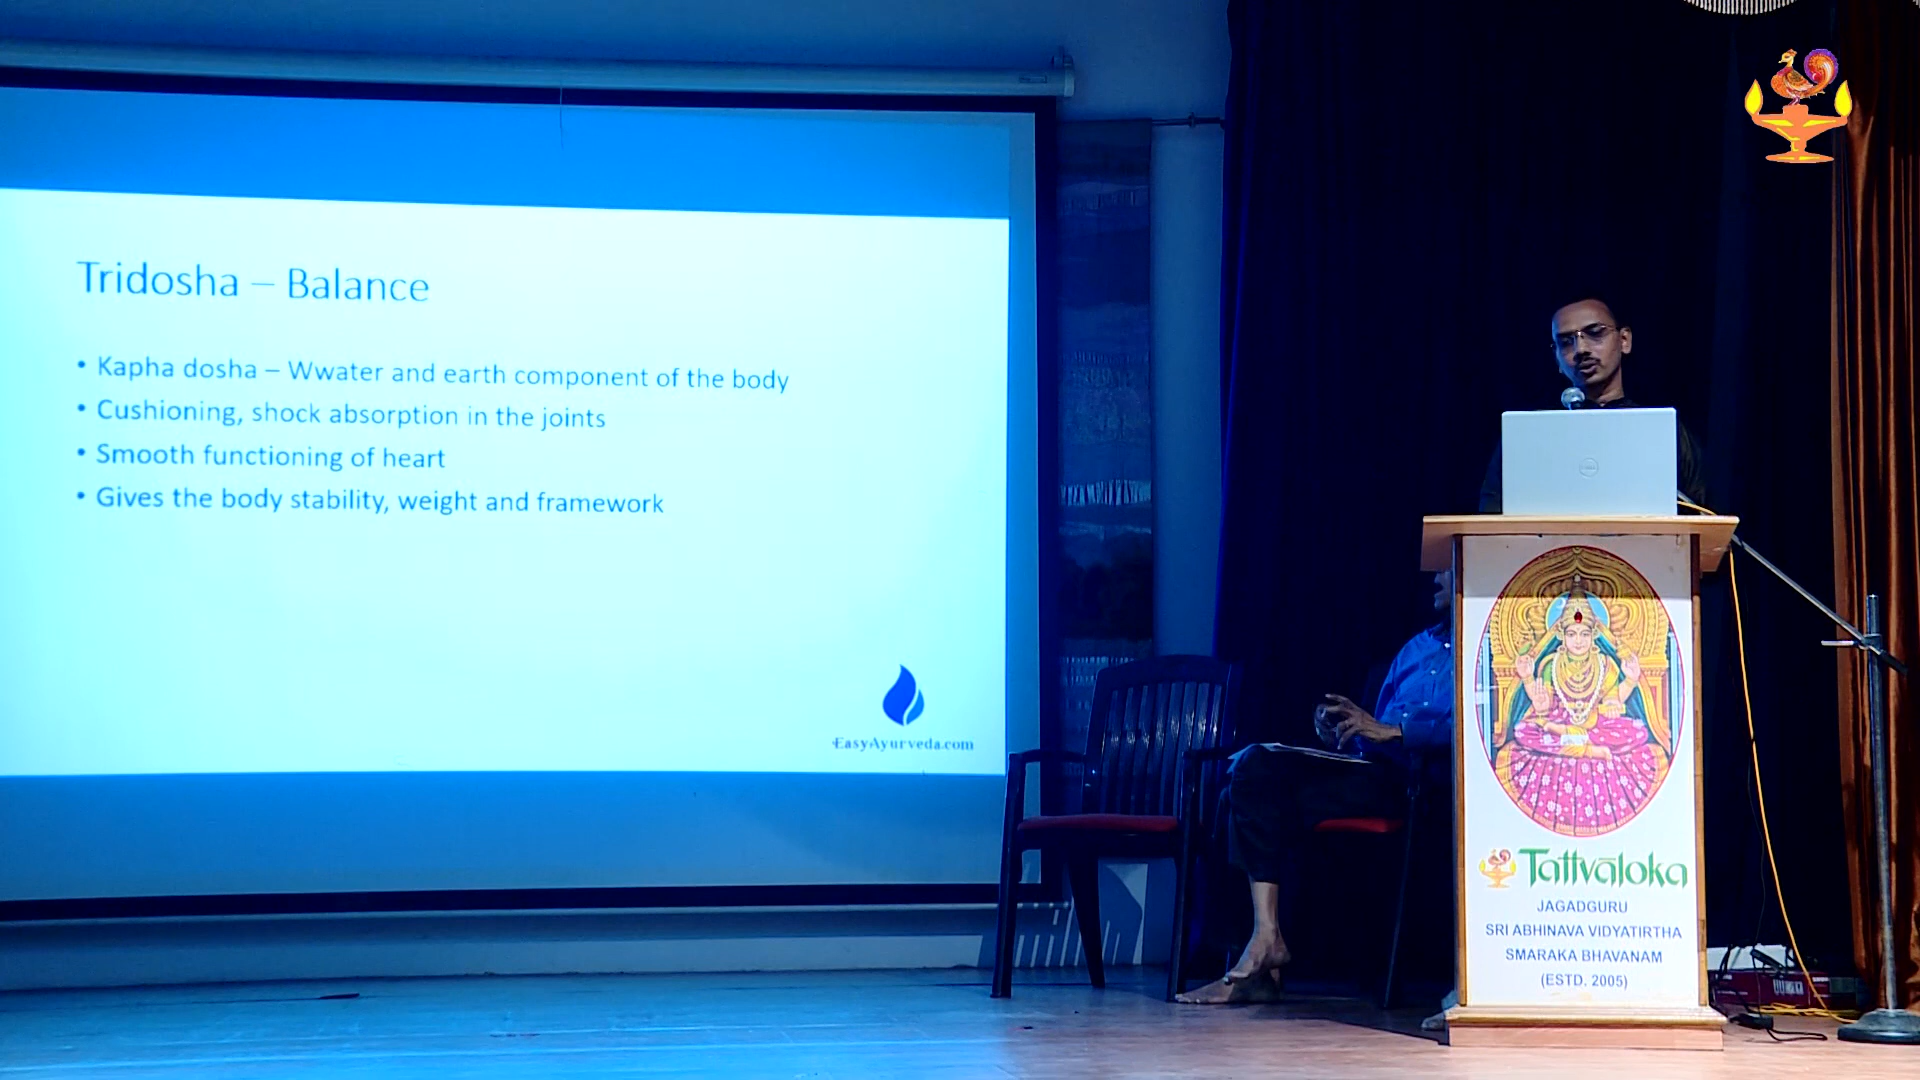 Tridosha – Balance
• Kapha dosha – Wwater and earth component of the body
• Cushioning, shock absorption in the joints
• Smooth functioning of heart
• Gives the body stability, weight and framework
EasyAyurveda.com
DELL
Tattvāloka
JAGADGURU
SRI ABHINAVA VIDYATIRTHA
SMARAKA BHAVANAM
(ESTD. 2005)